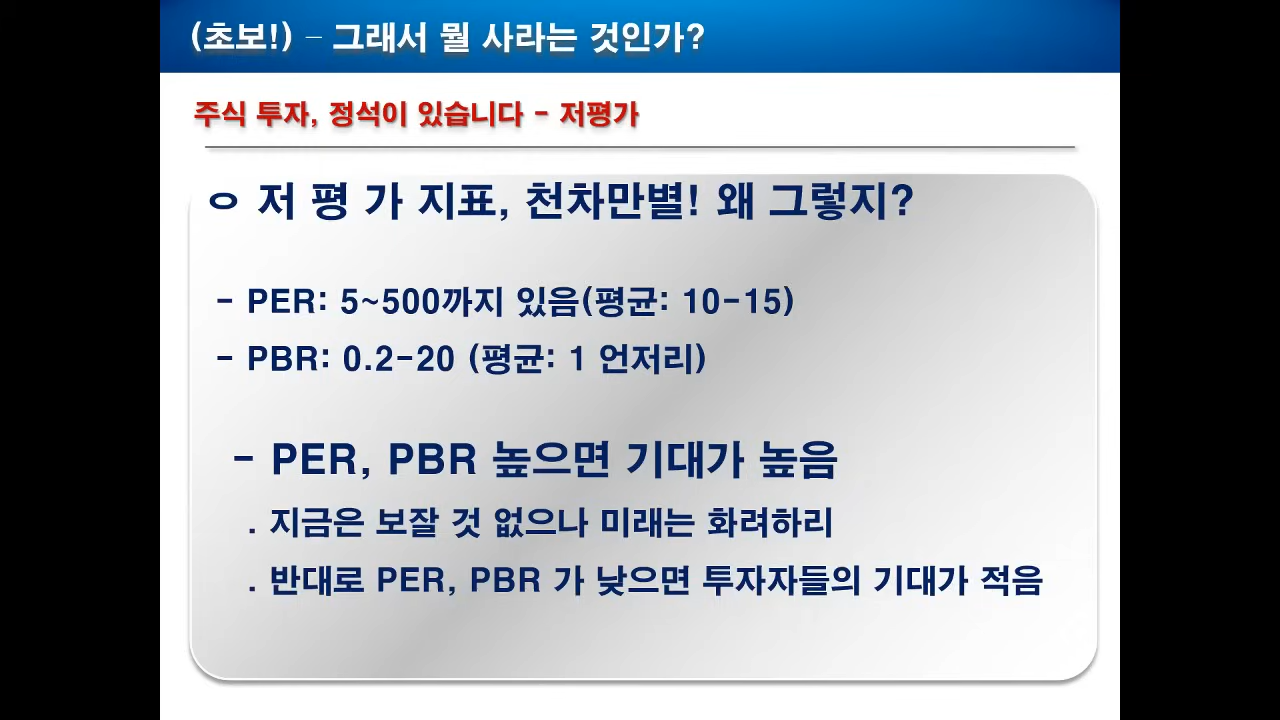 (초보!) – 그래서 뭘 사라는 것인가?
주식 투자, 정석이 있습니다 - 저평가
ㅇ 저 평 가 지표, 천차만별! 왜 그렇지?
- PER: 5~500까지 있음(평균: 10-15)
- PBR: 0.2-20 (평균: 1 언저리)
- PER, PBR 높으면 기대가 높음
. 지금은 보잘 것 없으나 미래는 화려하리
. 반대로 PER, PBR 가 낮으면 투자자들의 기대가 적음